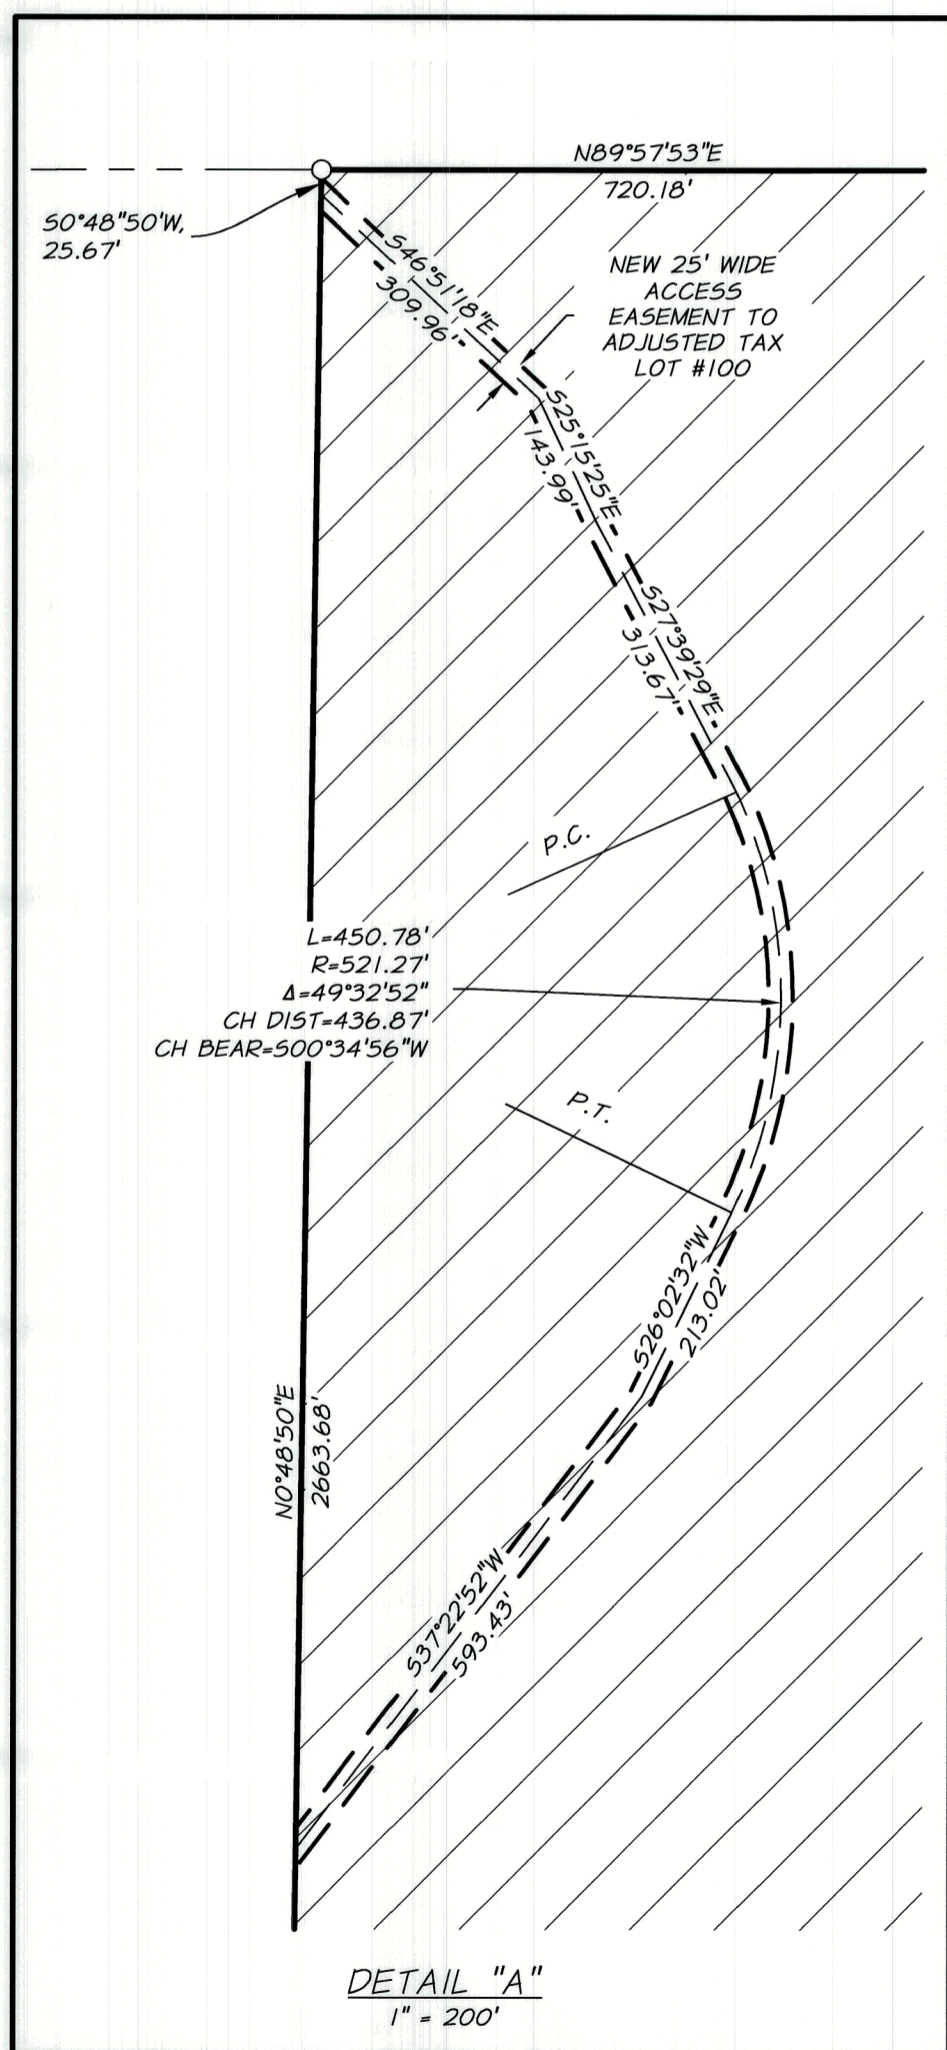 N89°57'53"E
720.18'
S0°48"50'W,
25.67'
S46°51'18"E
309.96'
NEW 25' WIDE
ACCESS
EASEMENT TO
ADJUSTED TAX
LOT #100
S25°15'25"E
143.99'
S27°39'29"E
313.67'
P.C.
L=450.78'
R=521.27'
Δ=49°32'52"
CH DIST=436.87'
CH BEAR=S00°34'56"W
P.T.
S26°02'32"W
213.02'
N0°48'50"E
2663.68'
S37°22'52"W
593.43'
DETAIL "A"
1" = 200'